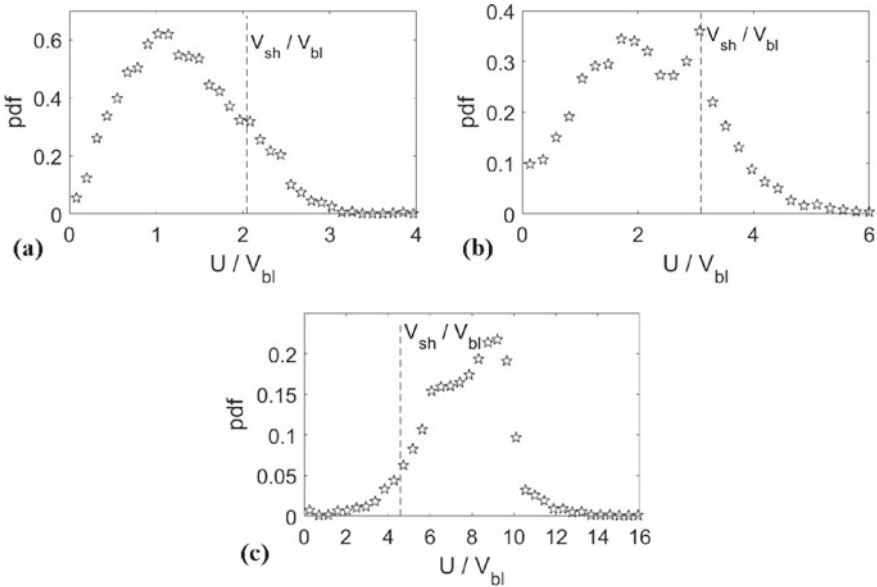 0.6
0.4
0.2
0
pdf
V_sh / V_bl
0 1 2 3 4
(a)
U / V_bl
0.4
0.3
0.2
0.1
0
pdf
V_sh / V_bl
0 2 4 6
(b)
U / V_bl
0.2
0.15
0.1
0.05
0
pdf
V_sh / V_bl
0 2 4 6 8 10 12 14 16
(c)
U / V_bl